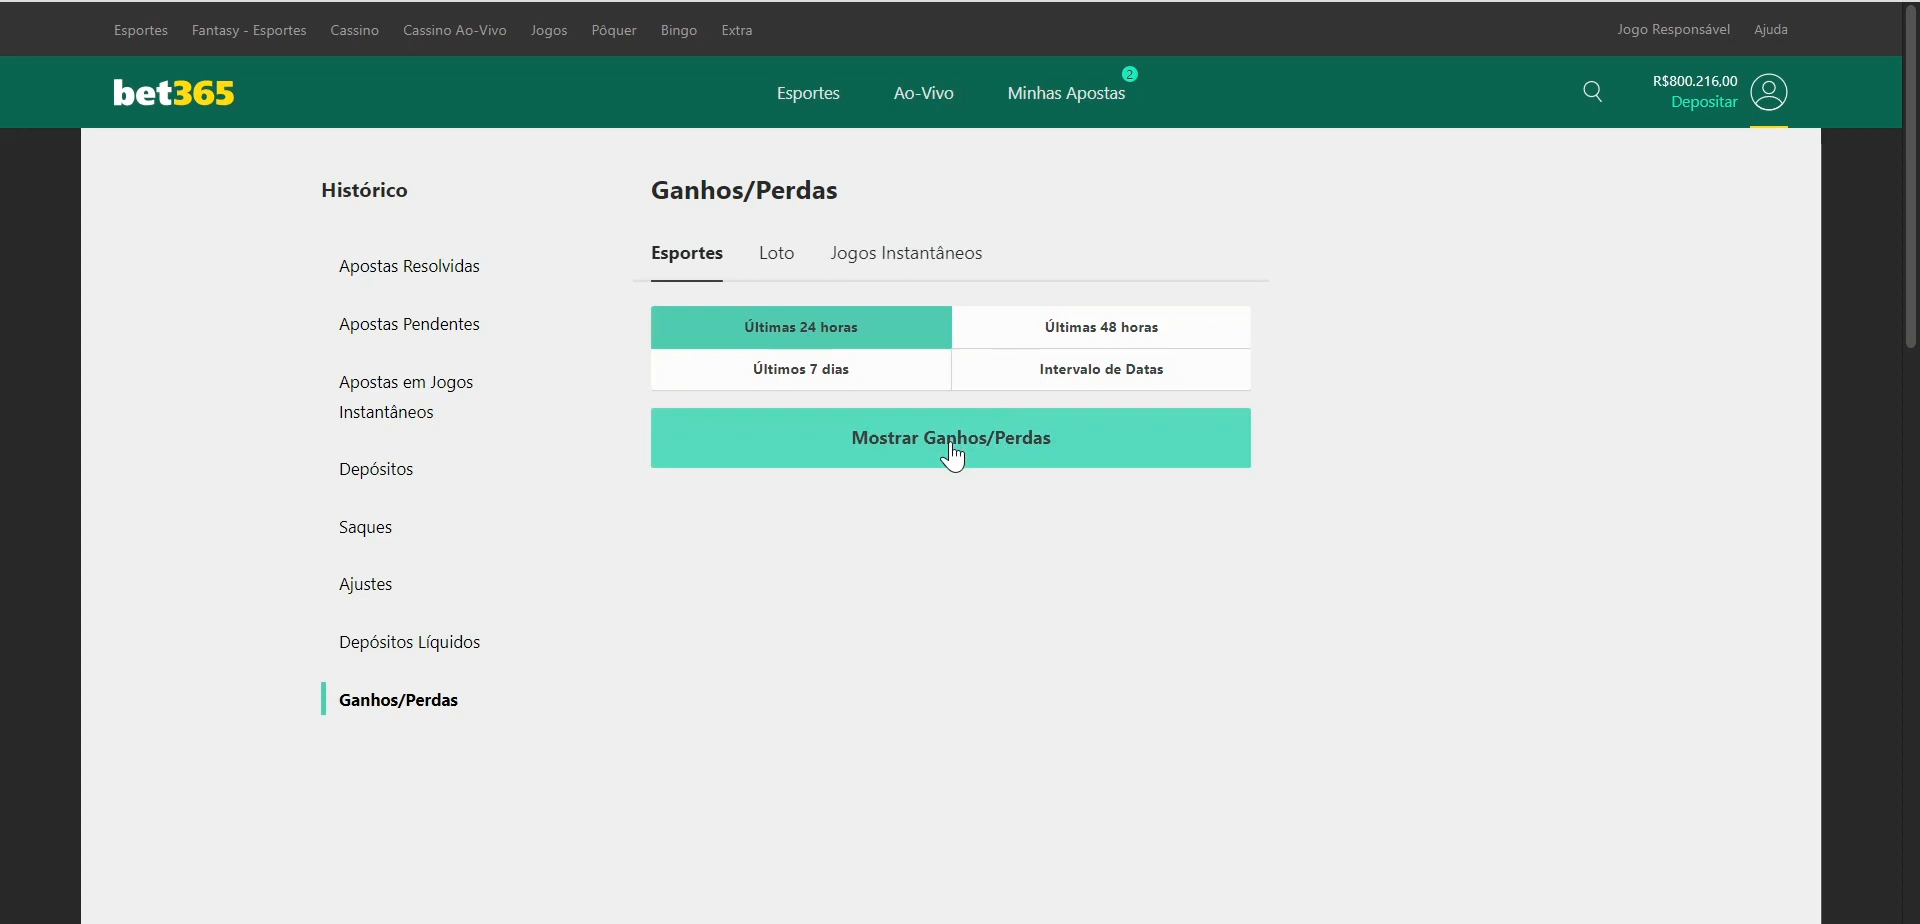 Esportes Fantasy - Esportes Cassino Cassino Ao-Vivo Jogos Pôquer Bingo Extra Jogo Responsável Ajuda
bet365 Esportes Ao-Vivo Minhas Apostas 2 R$800.216,00
Depositar
Histórico
Apostas Resolvidas
Apostas Pendentes
Apostas em Jogos
Instantâneos
Depósitos
Saques
Ajustes
Depósitos Líquidos
Ganhos/Perdas
Ganhos/Perdas
Esportes Loto Jogos Instantâneos
Últimas 24 horas Últimas 48 horas
Últimos 7 dias Intervalo de Datas
Mostrar Ganhos/Perdas